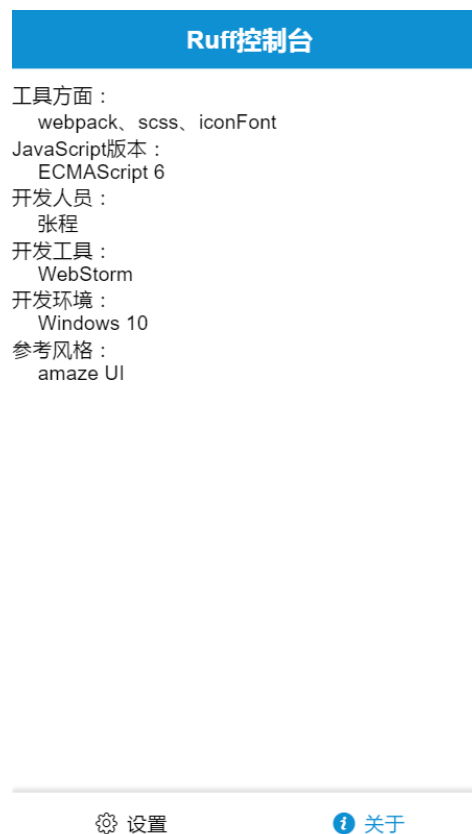 Ruff控制台
工具方面：
webpack、scss、iconFont
JavaScript版本：
ECMAScript 6
开发人员：
张程
开发工具：
WebStorm
开发环境：
Windows 10
参考风格：
amaze UI
设置
关于